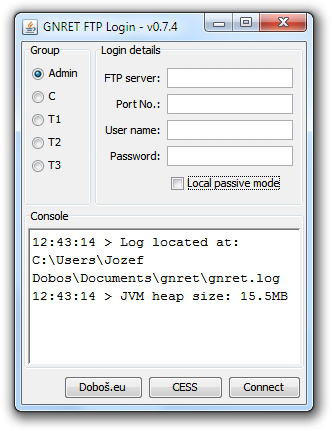 GNRET FTP Login - v0.7.4
Group
Admin
C
T1
T2
T3
Login details
FTP server:
Port No.:
User name:
Password:
Local passive mode
Console
12:43:14 > Log located at:
C:\Users\Jozef
Dobos\Documents\gnret\gnret.log
12:43:14 > JVM heap size: 15.5MB
Doboš.eu
CESS
Connect